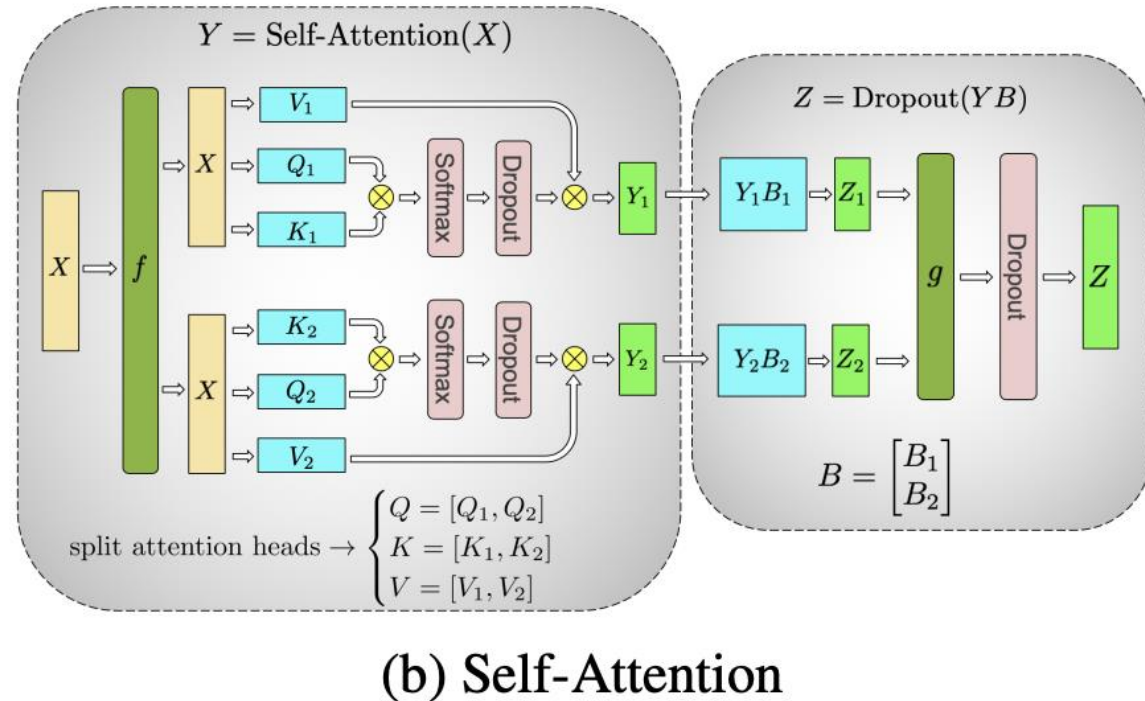 Y = Self-Attention(X)
Z = Dropout(YB)
X
f
X
V₁
Q₁
K₁
Softmax
Dropout
Y₁
X
K₂
Q₂
V₂
Softmax
Dropout
Y₂
Y₁B₁
Z₁
Y₂B₂
Z₂
g
Dropout
Z
split attention heads → { Q = [Q₁, Q₂]
K = [K₁, K₂]
V = [V₁, V₂]
B = [B₁
B₂]
(b) Self-Attention